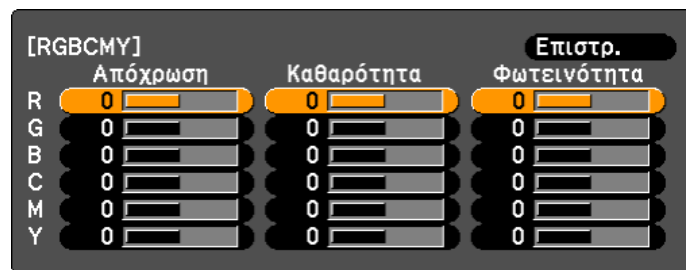 [RGBCMY] Επιστρ.
Απόχρωση Καθαρότητα Φωτεινότητα
R 0 0 0
G 0 0 0
B 0 0 0
C 0 0 0
M 0 0 0
Y 0 0 0